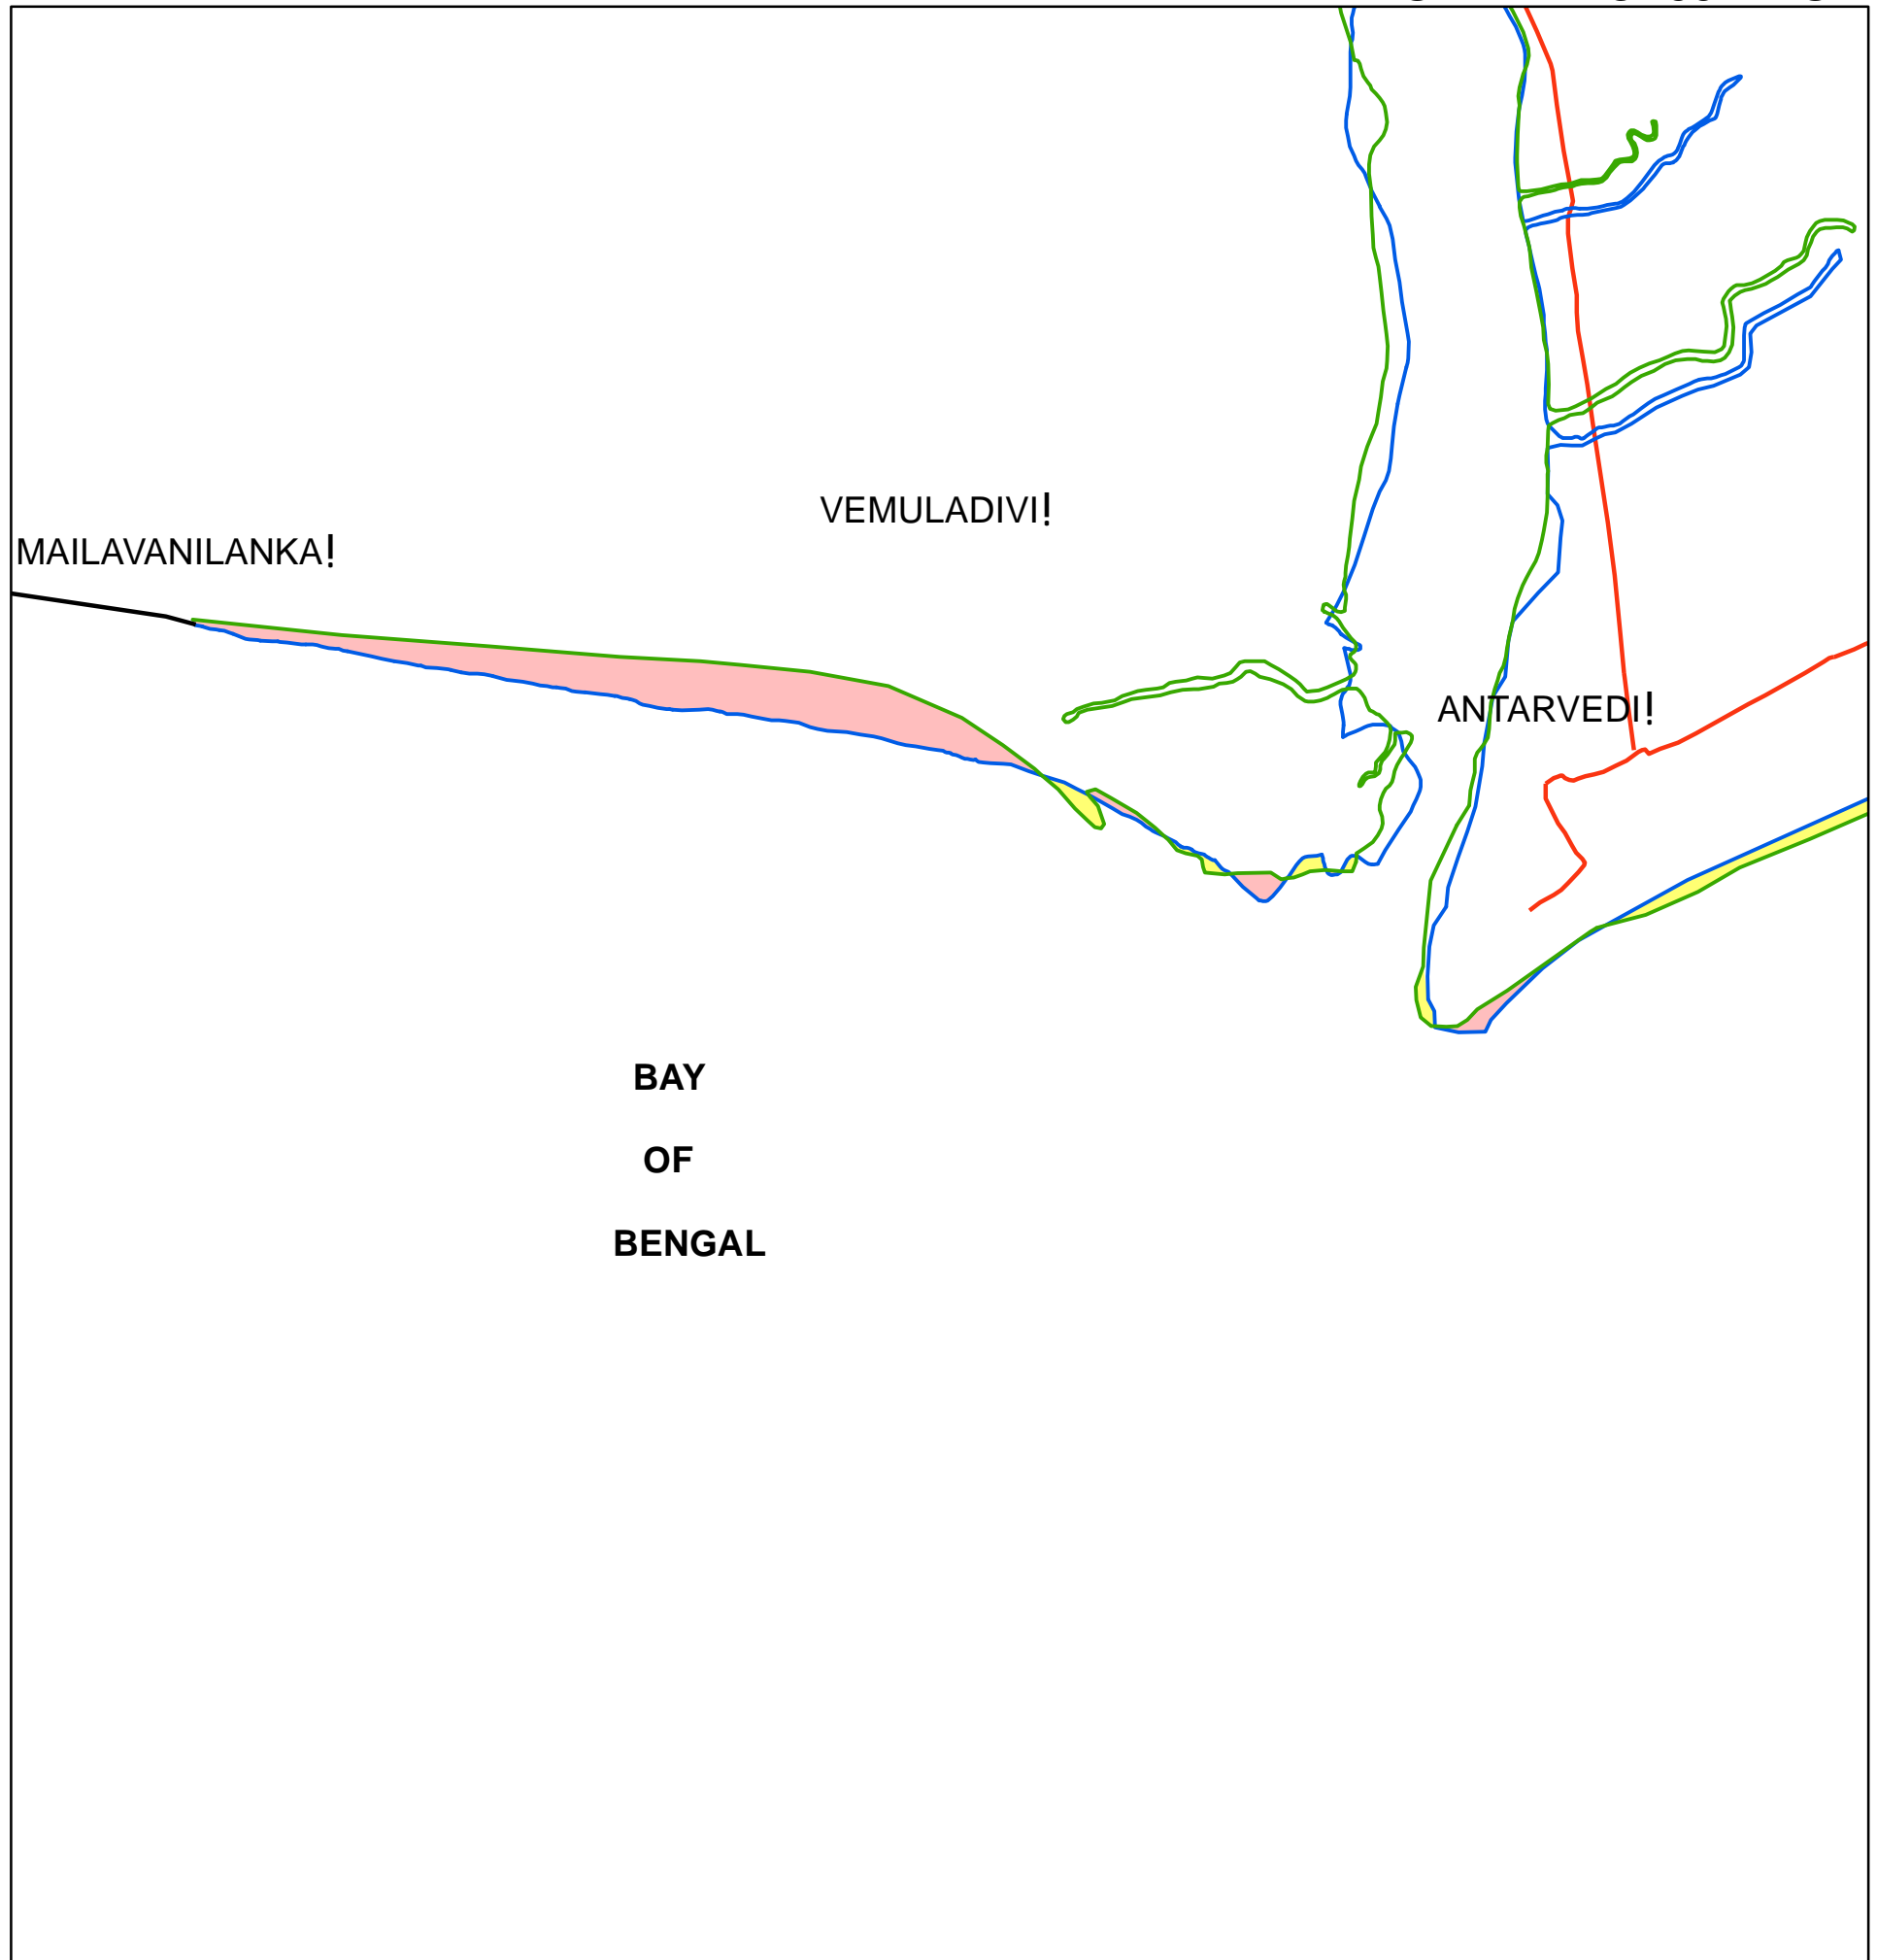 VEMULADIVI!
MAILAVANILANKA!
ANTARVEDI!
BAY
OF
BENGAL